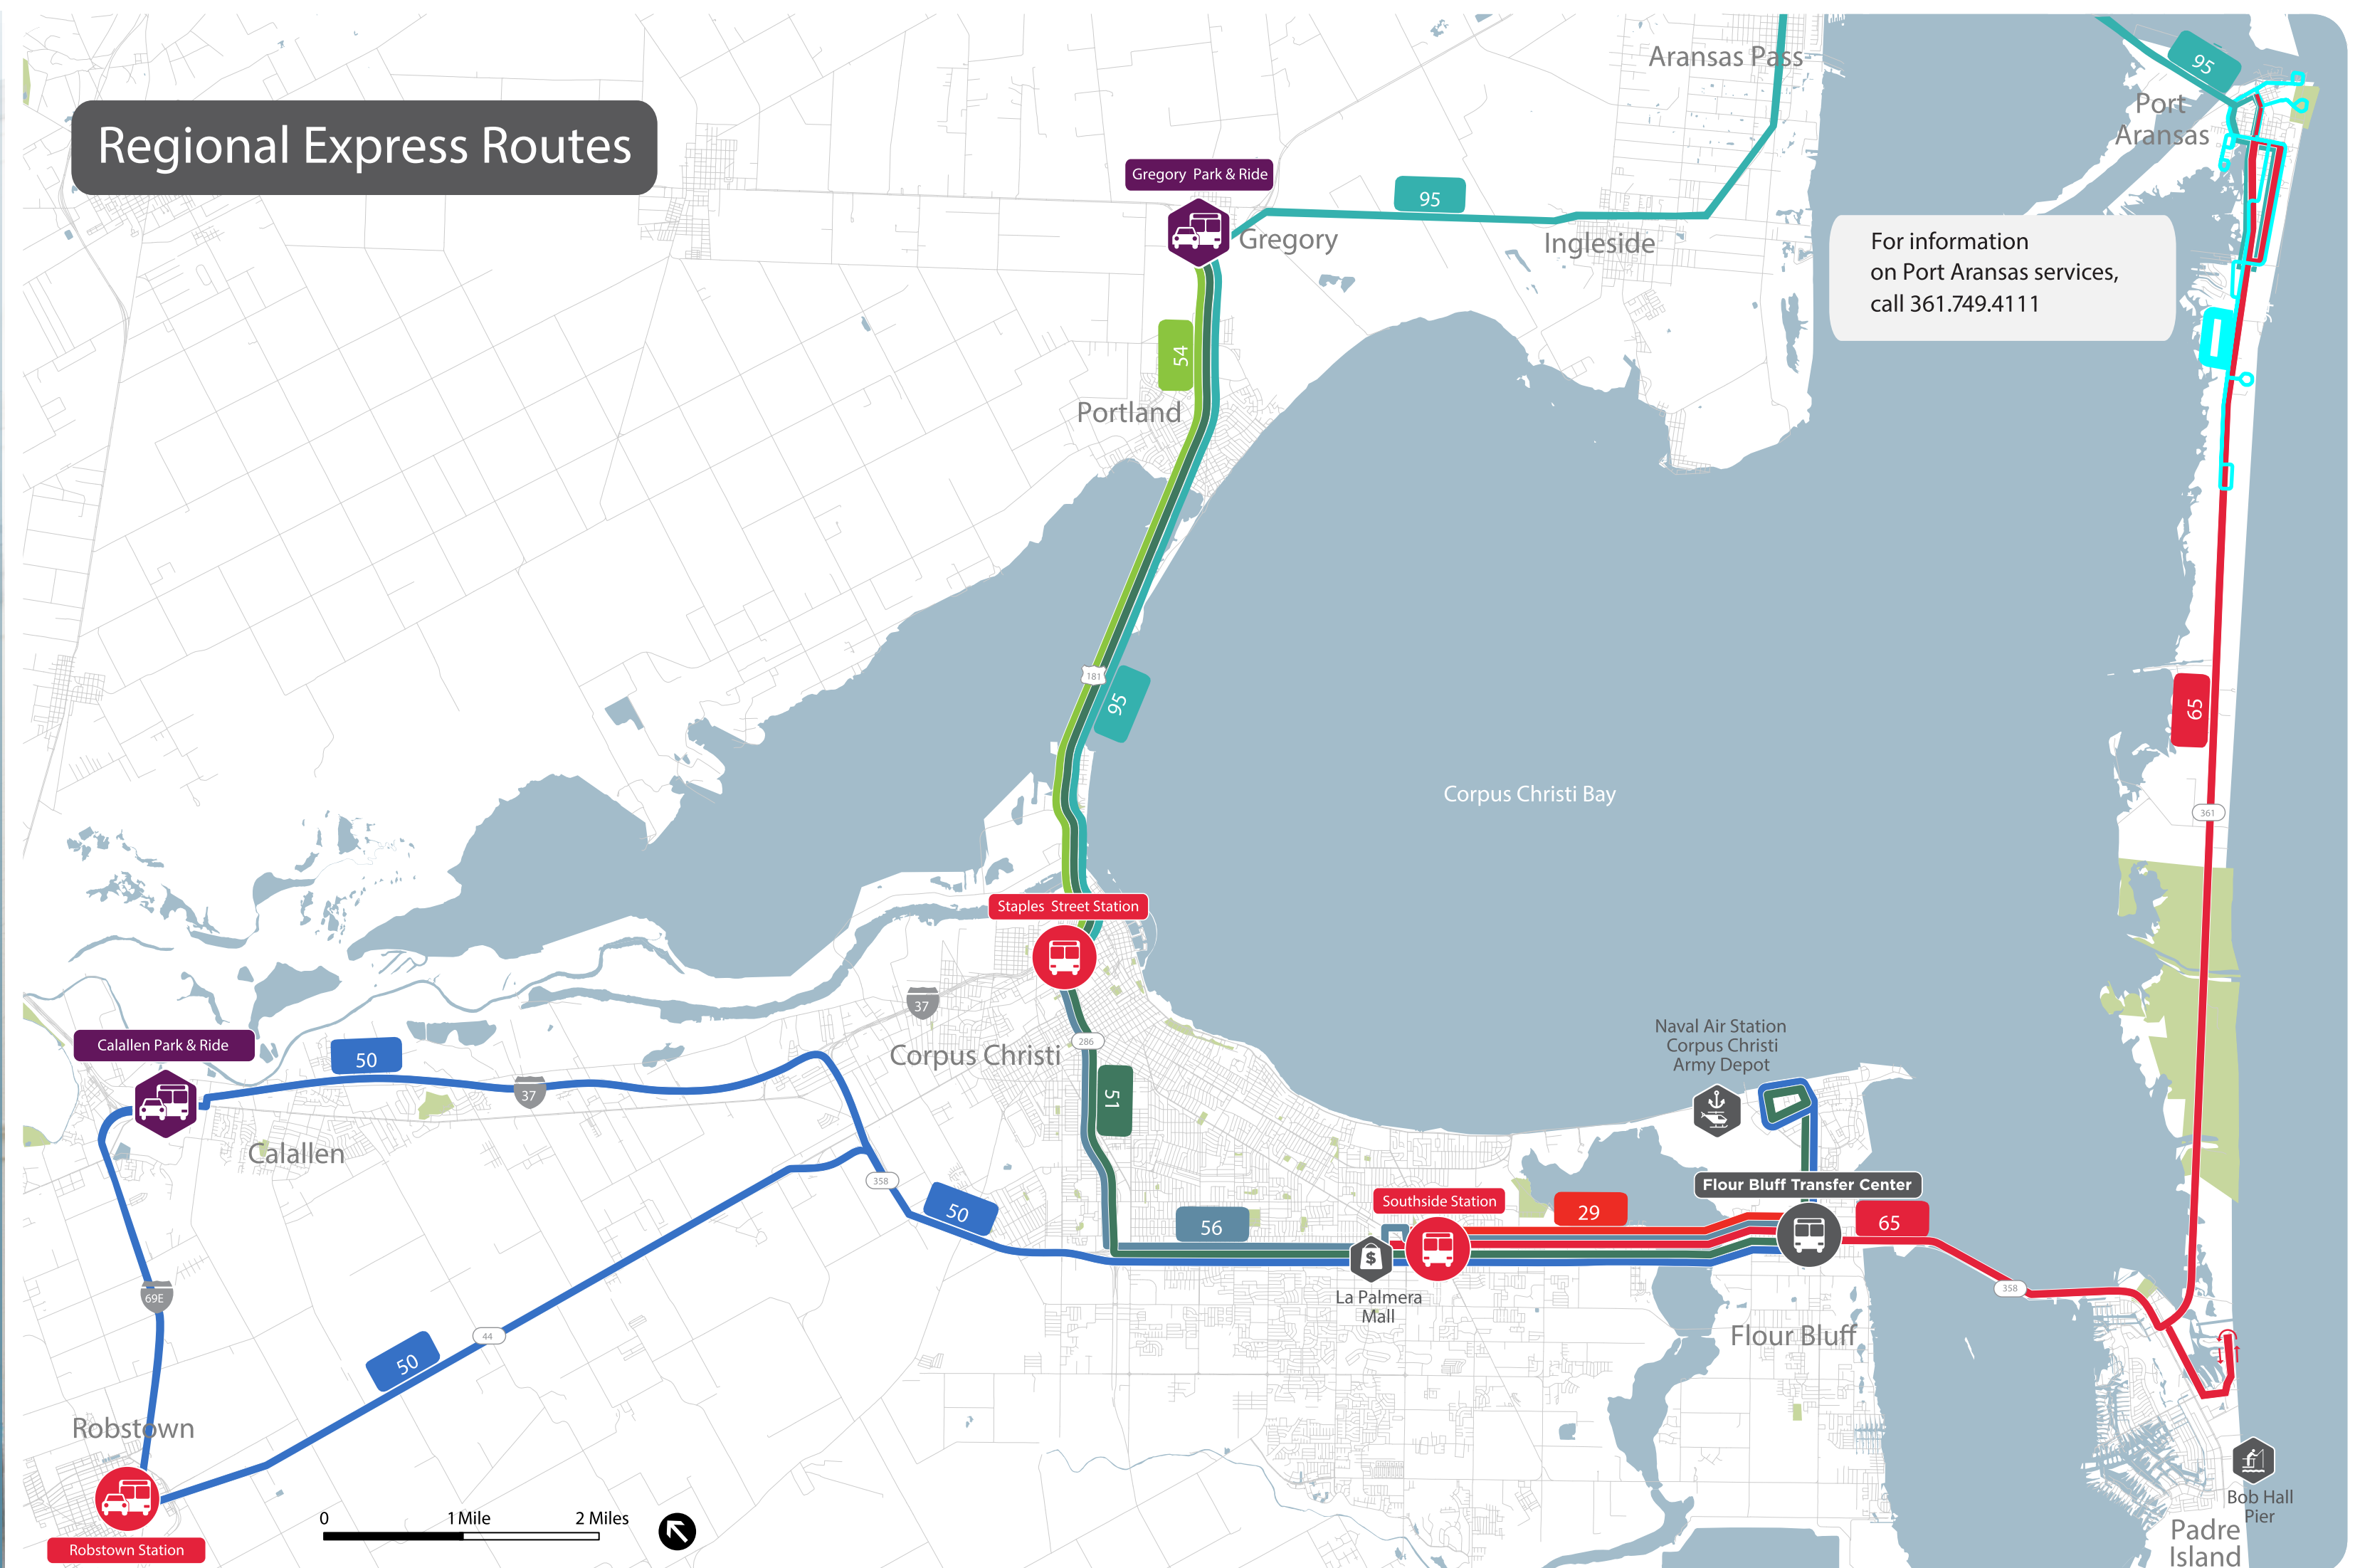 Regional Express Routes
Aransas Pass
95
Port
Aransas
Gregory  Park & Ride
95
Gregory
Ingleside
For information
on Port Aransas services,
call 361.749.4111
54
Portland
181
95
65
361
Corpus Christi Bay
Staples  Street Station
37
Calallen Park & Ride
50
37
Corpus Christi
286
51
Naval Air Station
Corpus Christi
Army Depot
Calallen
358
50
56
Southside Station
29
Flour Bluff Transfer Center
65
$
La Palmera
Mall
358
69E
44
50
Flour Bluff
Robstown
Robstown Station
0
1 Mile
2 Miles
Bob Hall
Pier
Padre
Island